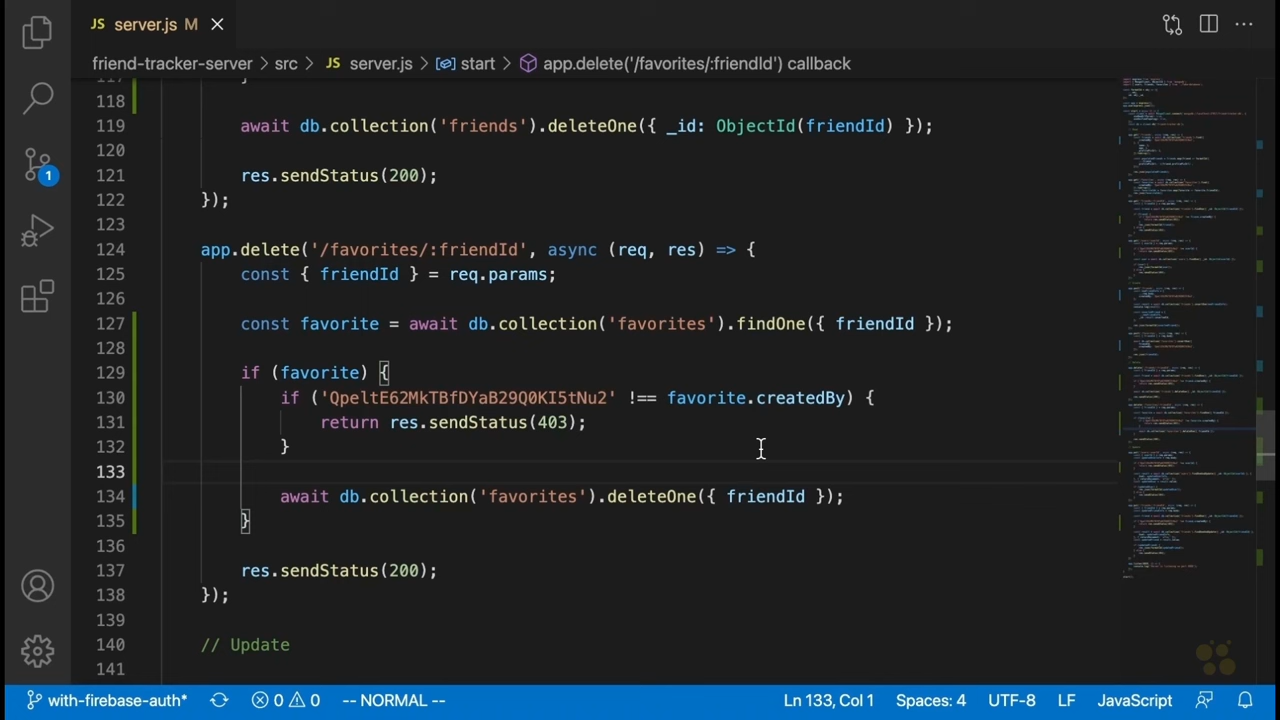 JS server.js M
friend-tracker-server > src > JS server.js > start > app.delete('/favorites/:friendId') callback
117 }
118
119 await db.collection('friends').deleteOne({ _id: ObjectId(friendId) });
120
121 res.sendStatus(200);
122 });
123
124 app.delete('/favorites/:friendId', async (req, res) => {
125 const { friendId } = req.params;
126
127 const favorite = await db.collection('favorites').findOne({ friendId });
128
129 if (favorite) {
130 if ('QpeltE62MkTBTbPnmB29Q0KI5tNu2' !== favorite.createdBy) {
131 return res.sendStatus(403);
132 }
133
134 await db.collection('favorites').deleteOne({ friendId });
135 }
136
137 res.sendStatus(200);
138 });
139
140 // Update
141
1
with-firebase-auth* 0 0 -- NORMAL -- Ln 133, Col 1 Spaces: 4 UTF-8 LF JavaScript